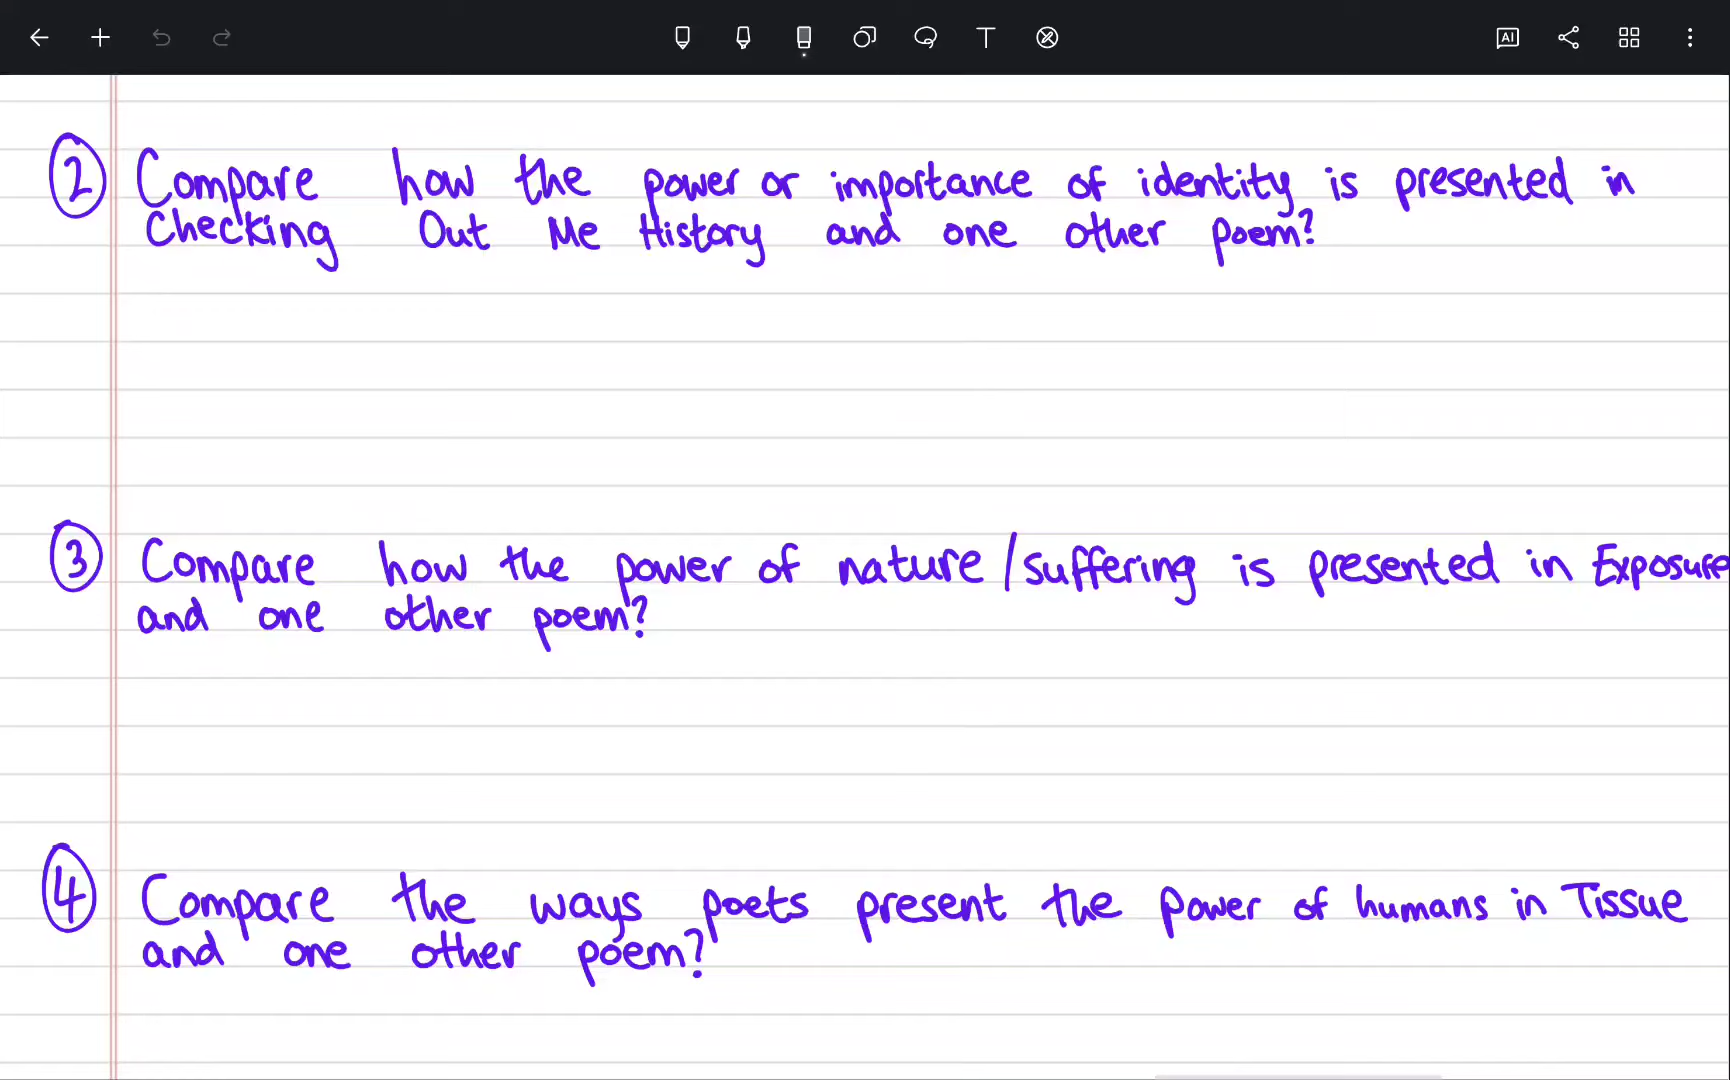 AI
② Compare how the power or importance of identity is presented in
Checking Out Me History and one other poem?
③ Compare how the power of nature/suffering is presented in Exposure
and one other poem?
④ Compare the ways poets present the power of humans in Tissue
and one other poem?